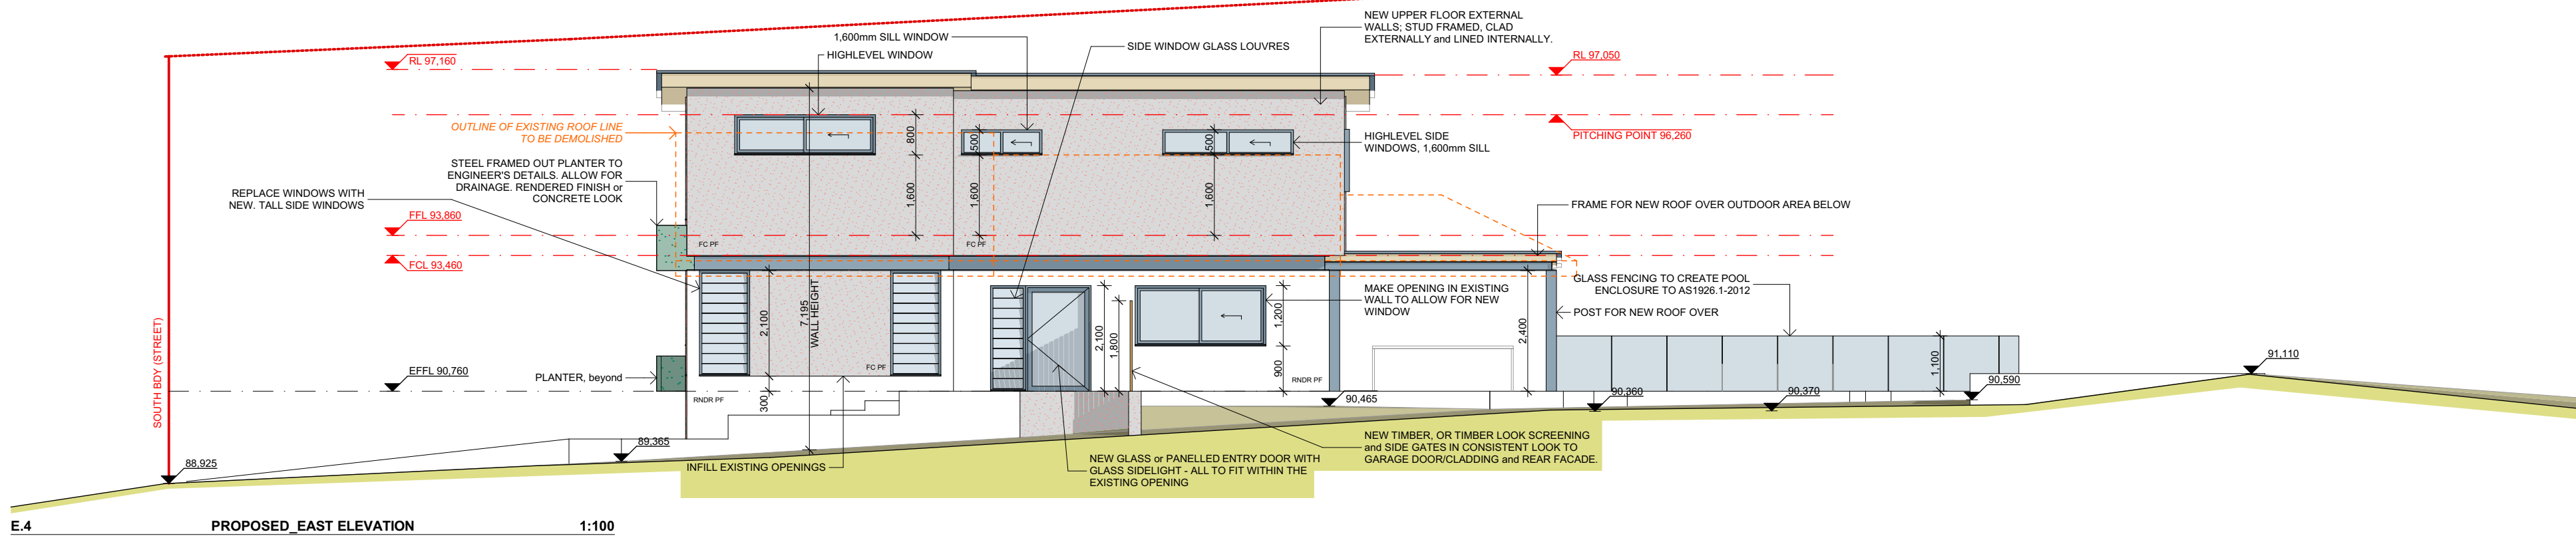 NEW UPPER FLOOR EXTERNAL
WALLS; STUD FRAMED, CLAD
EXTERNALLY and LINED INTERNALLY.
1,600mm SILL WINDOW
SIDE WINDOW GLASS LOUVRES
HIGHLEVEL WINDOW
RL 97,160
RL 97,050
OUTLINE OF EXISTING ROOF LINE
TO BE DEMOLISHED
PITCHING POINT 96,260
HIGHLEVEL SIDE
WINDOWS, 1,600mm SILL
800
500
500
STEEL FRAMED OUT PLANTER TO
ENGINEER'S DETAILS. ALLOW FOR
DRAINAGE. RENDERED FINISH or
CONCRETE LOOK
REPLACE WINDOWS WITH
NEW. TALL SIDE WINDOWS
1,600
1,600
1,600
FRAME FOR NEW ROOF OVER OUTDOOR AREA BELOW
FFL 93,860
FC PF
FC PF
FCL 93,460
GLASS FENCING TO CREATE POOL
ENCLOSURE TO AS1926.1-2012
MAKE OPENING IN EXISTING
WALL TO ALLOW FOR NEW
WINDOW
POST FOR NEW ROOF OVER
SOUTH BDY (STREET)
2,100
7,195
WALL HEIGHT
2,100
1,800
1,200
900
2,400
1,100
91,110
EFFL 90,760
PLANTER, beyond
FC PF
RNDR PF
RNDR PF
300
90,465
90,360
90,370
90,590
89,365
88,925
INFILL EXISTING OPENINGS
NEW GLASS or PANELLED ENTRY DOOR WITH
GLASS SIDELIGHT - ALL TO FIT WITHIN THE
EXISTING OPENING
NEW TIMBER, OR TIMBER LOOK SCREENING
and SIDE GATES IN CONSISTENT LOOK TO
GARAGE DOOR/CLADDING and REAR FACADE.
E.4 PROPOSED_EAST ELEVATION 1:100